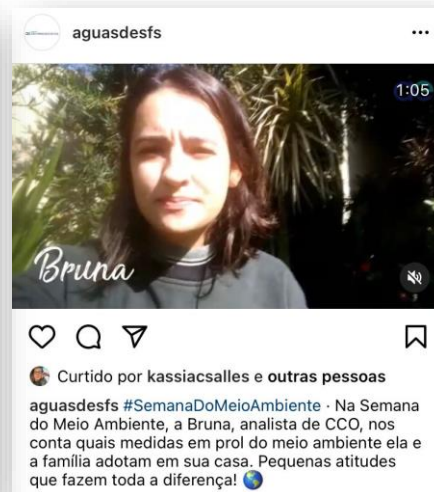 aguasdesfs
1:05
Bruna
Curtido por kassiacsalles e outras pessoas
aguasdesfs #SemanaDoMeioAmbiente · Na Semana
do Meio Ambiente, a Bruna, analista de CCO, nos
conta quais medidas em prol do meio ambiente ela e
a família adotam em sua casa. Pequenas atitudes
que fazem toda a diferença! 🌎